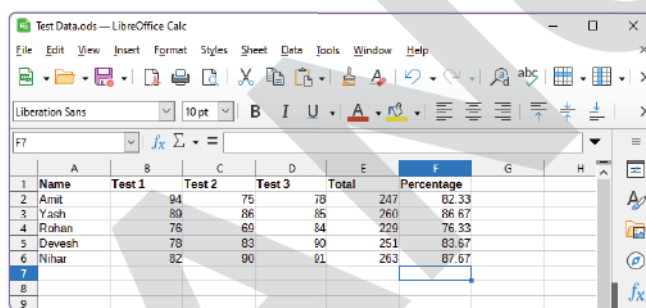 Test Data.ods — LibreOffice Calc
File Edit View Insert Format Styles Sheet Data Tools Window Help
abc
Liberation Sans 10 pt B I U A
F7 fx Σ =
A B C D E F G H
1 Name Test 1 Test 2 Test 3 Total Percentage
2 Amit 94 75 78 247 82.33
3 Yash 89 86 85 260 86.67
4 Rohan 76 69 84 229 76.33
5 Devesh 78 83 90 251 83.67
6 Nihar 82 90 91 263 87.67
7
8
9